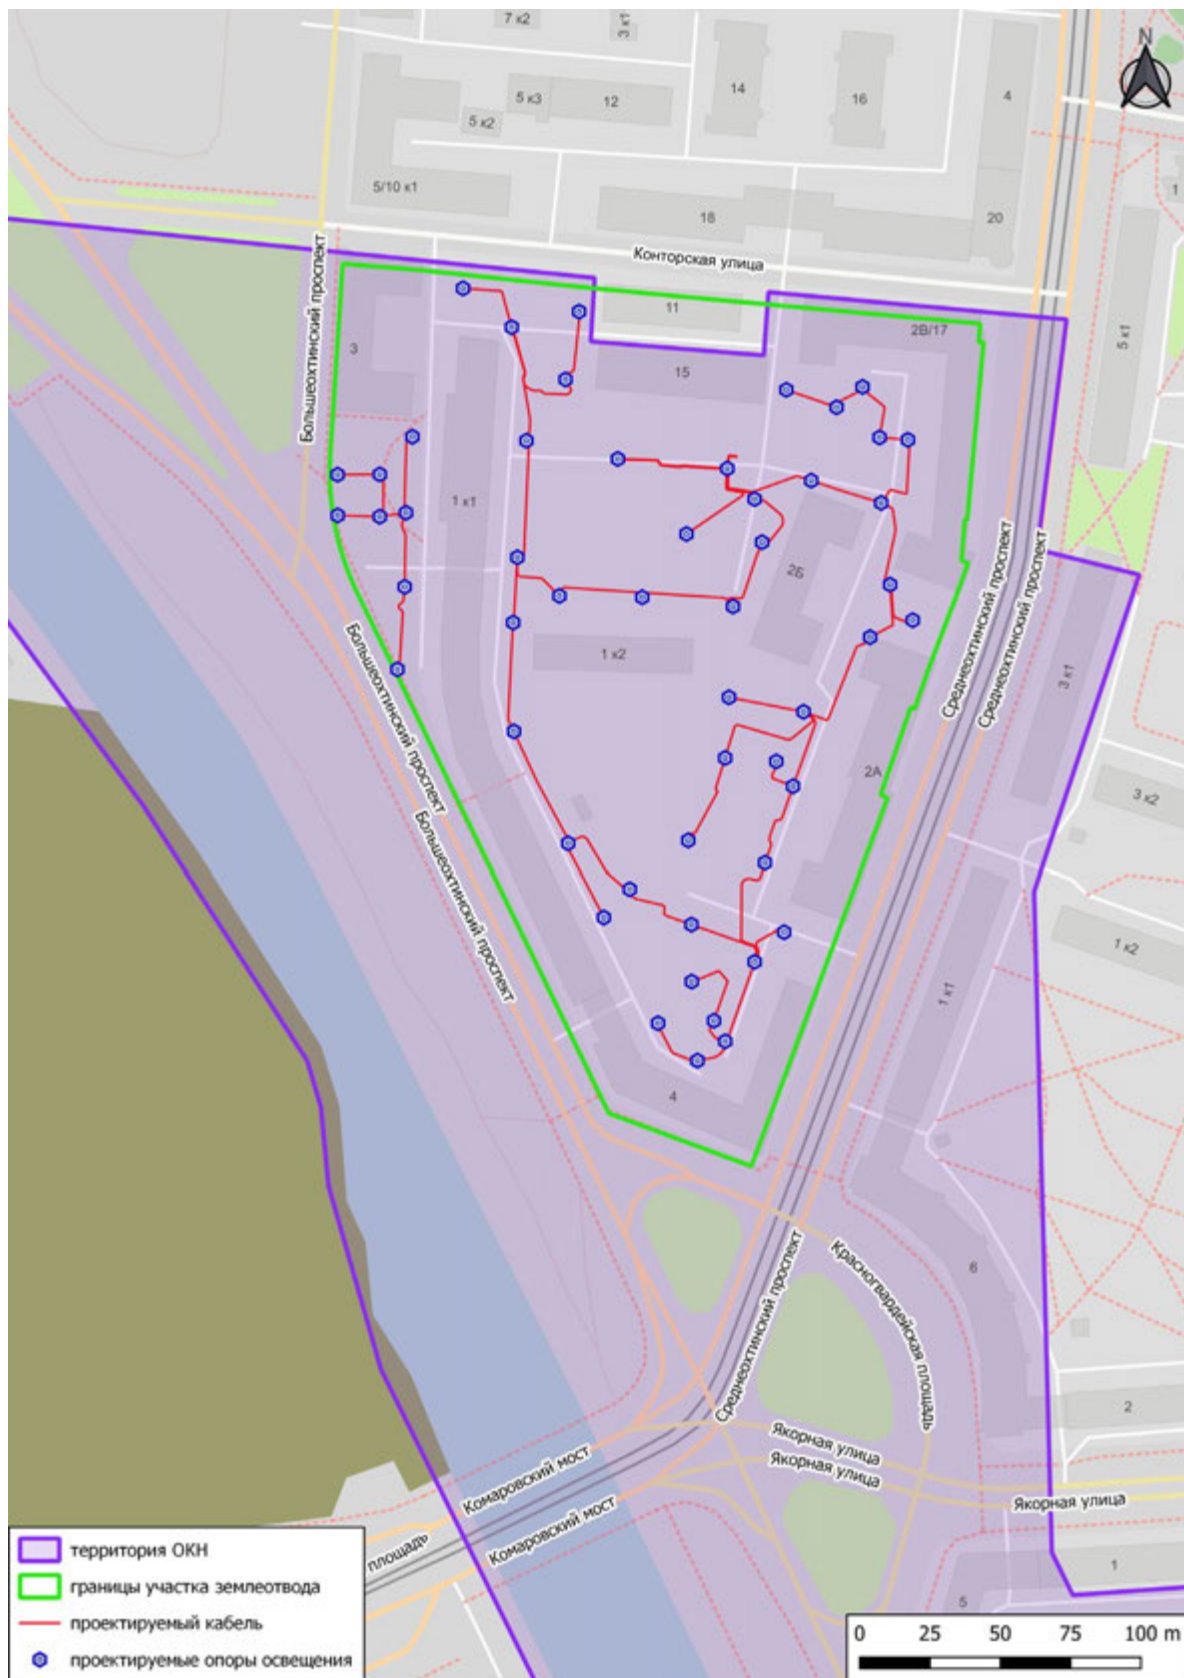 7 к2
3 к1
N
14
16
4
5 к3
12
5 к2
5/10 к1
1
18
20
Большеохтинский проспект
Конторская улица
11
2В/17
5 к1
3
15
1 к1
2Б
Среднеохтинский проспект
Среднеохтинский проспект
1 к2
3 к1
Большеохтинский проспект
2А
3 к2
Большеохтинский проспект
1 к2
1 к1
4
Красногвардейская площадь
6
Среднеохтинский проспект
2
Якорная улица
Якорная улица
Комаровский мост
Якорная улица
Комаровский мост
площадь
1
5
территория ОКН
границы участка землеотвода
проектируемый кабель
проектируемые опоры освещения
0 25 50 75 100 m